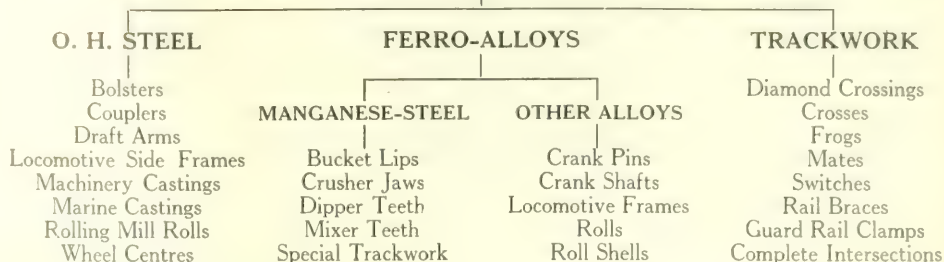 O. H. STEEL
Bolsters
Couplers
Draft Arms
Locomotive Side Frames
Machinery Castings
Marine Castings
Rolling Mill Rolls
Wheel Centres
FERRO-ALLOYS
MANGANESE-STEEL
Bucket Lips
Crusher Jaws
Dipper Teeth
Mixer Teeth
Special Trackwork
OTHER ALLOYS
Crank Pins
Crank Shafts
Locomotive Frames
Rolls
Roll Shells
TRACKWORK
Diamond Crossings
Crosses
Frogs
Mates
Switches
Rail Braces
Guard Rail Clamps
Complete Intersections